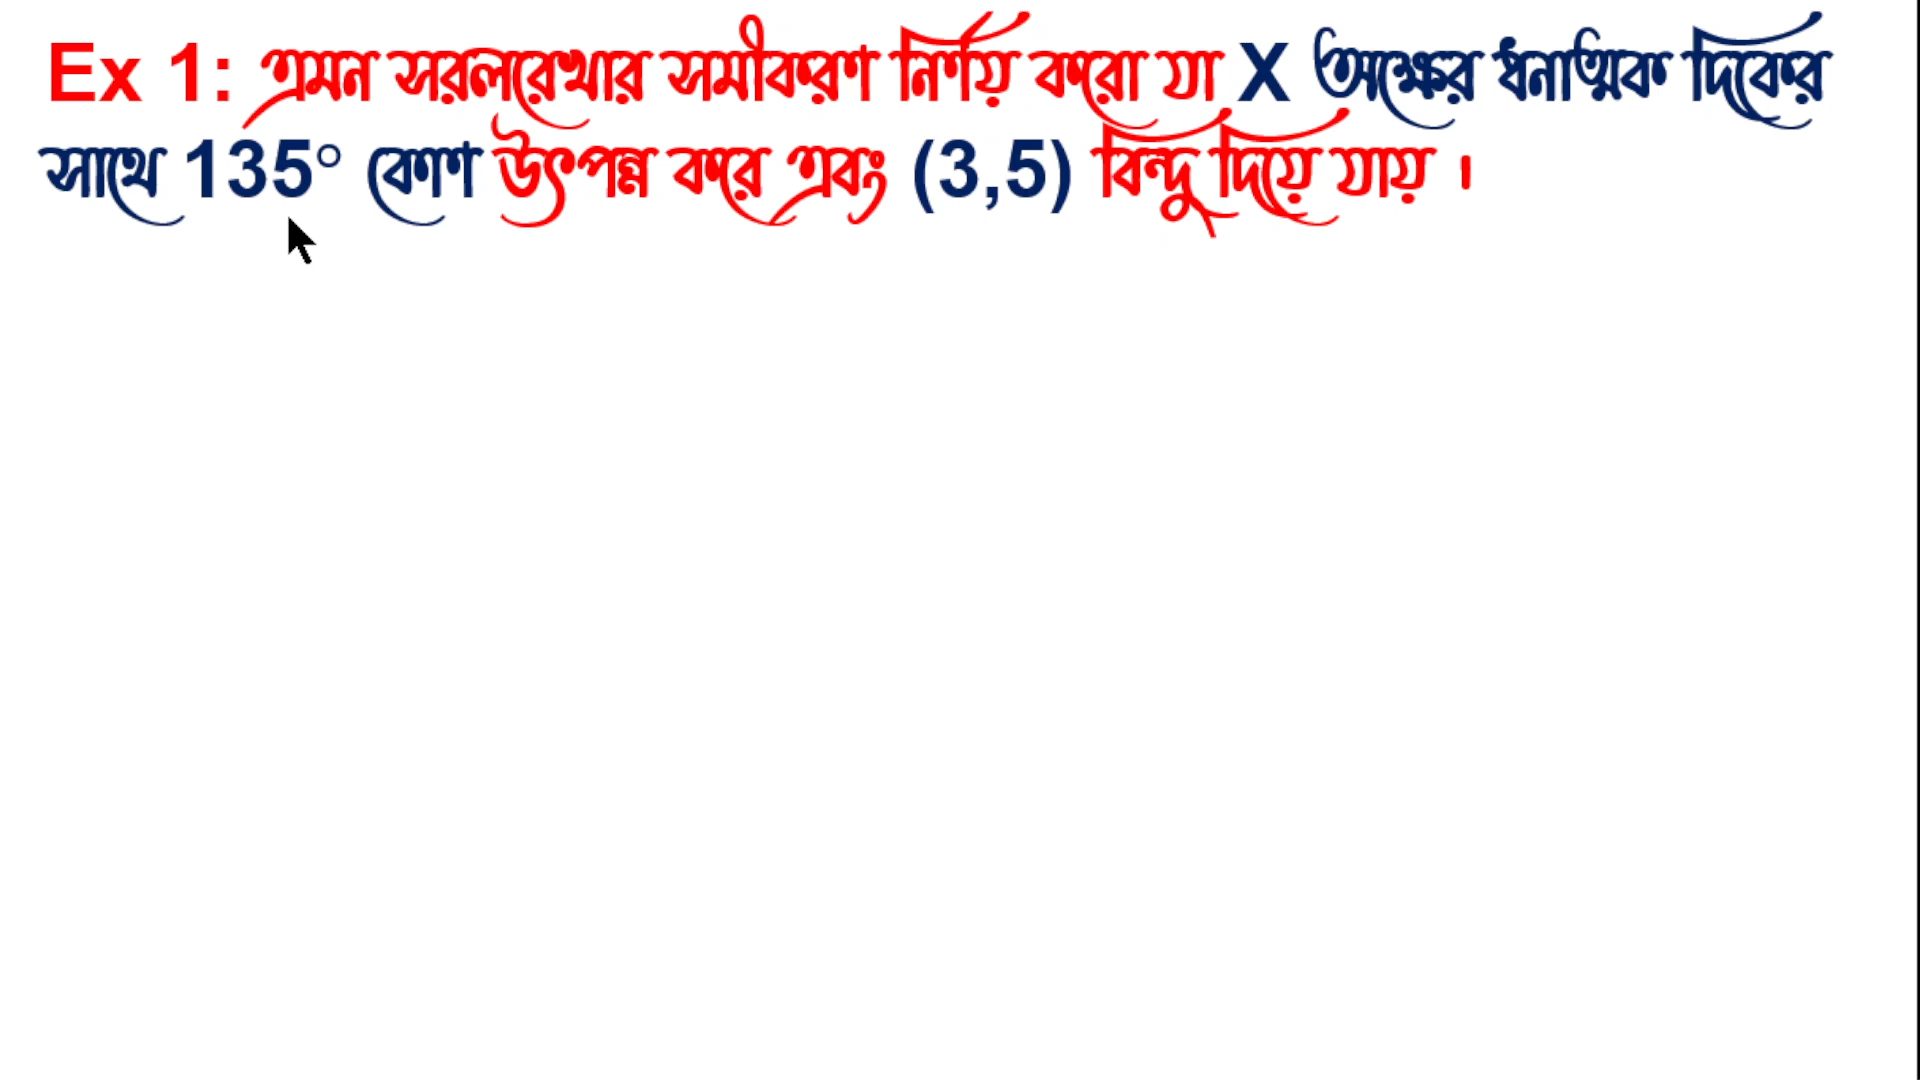 Ex 1: এমন সরলরেখার সমীকরণ নির্ণয় করো যা X অক্ষের ধনাত্মক দিকের
সাথে 135° কোণ উৎপন্ন করে এবং (3,5) বিন্দু দিয়ে যায় ।